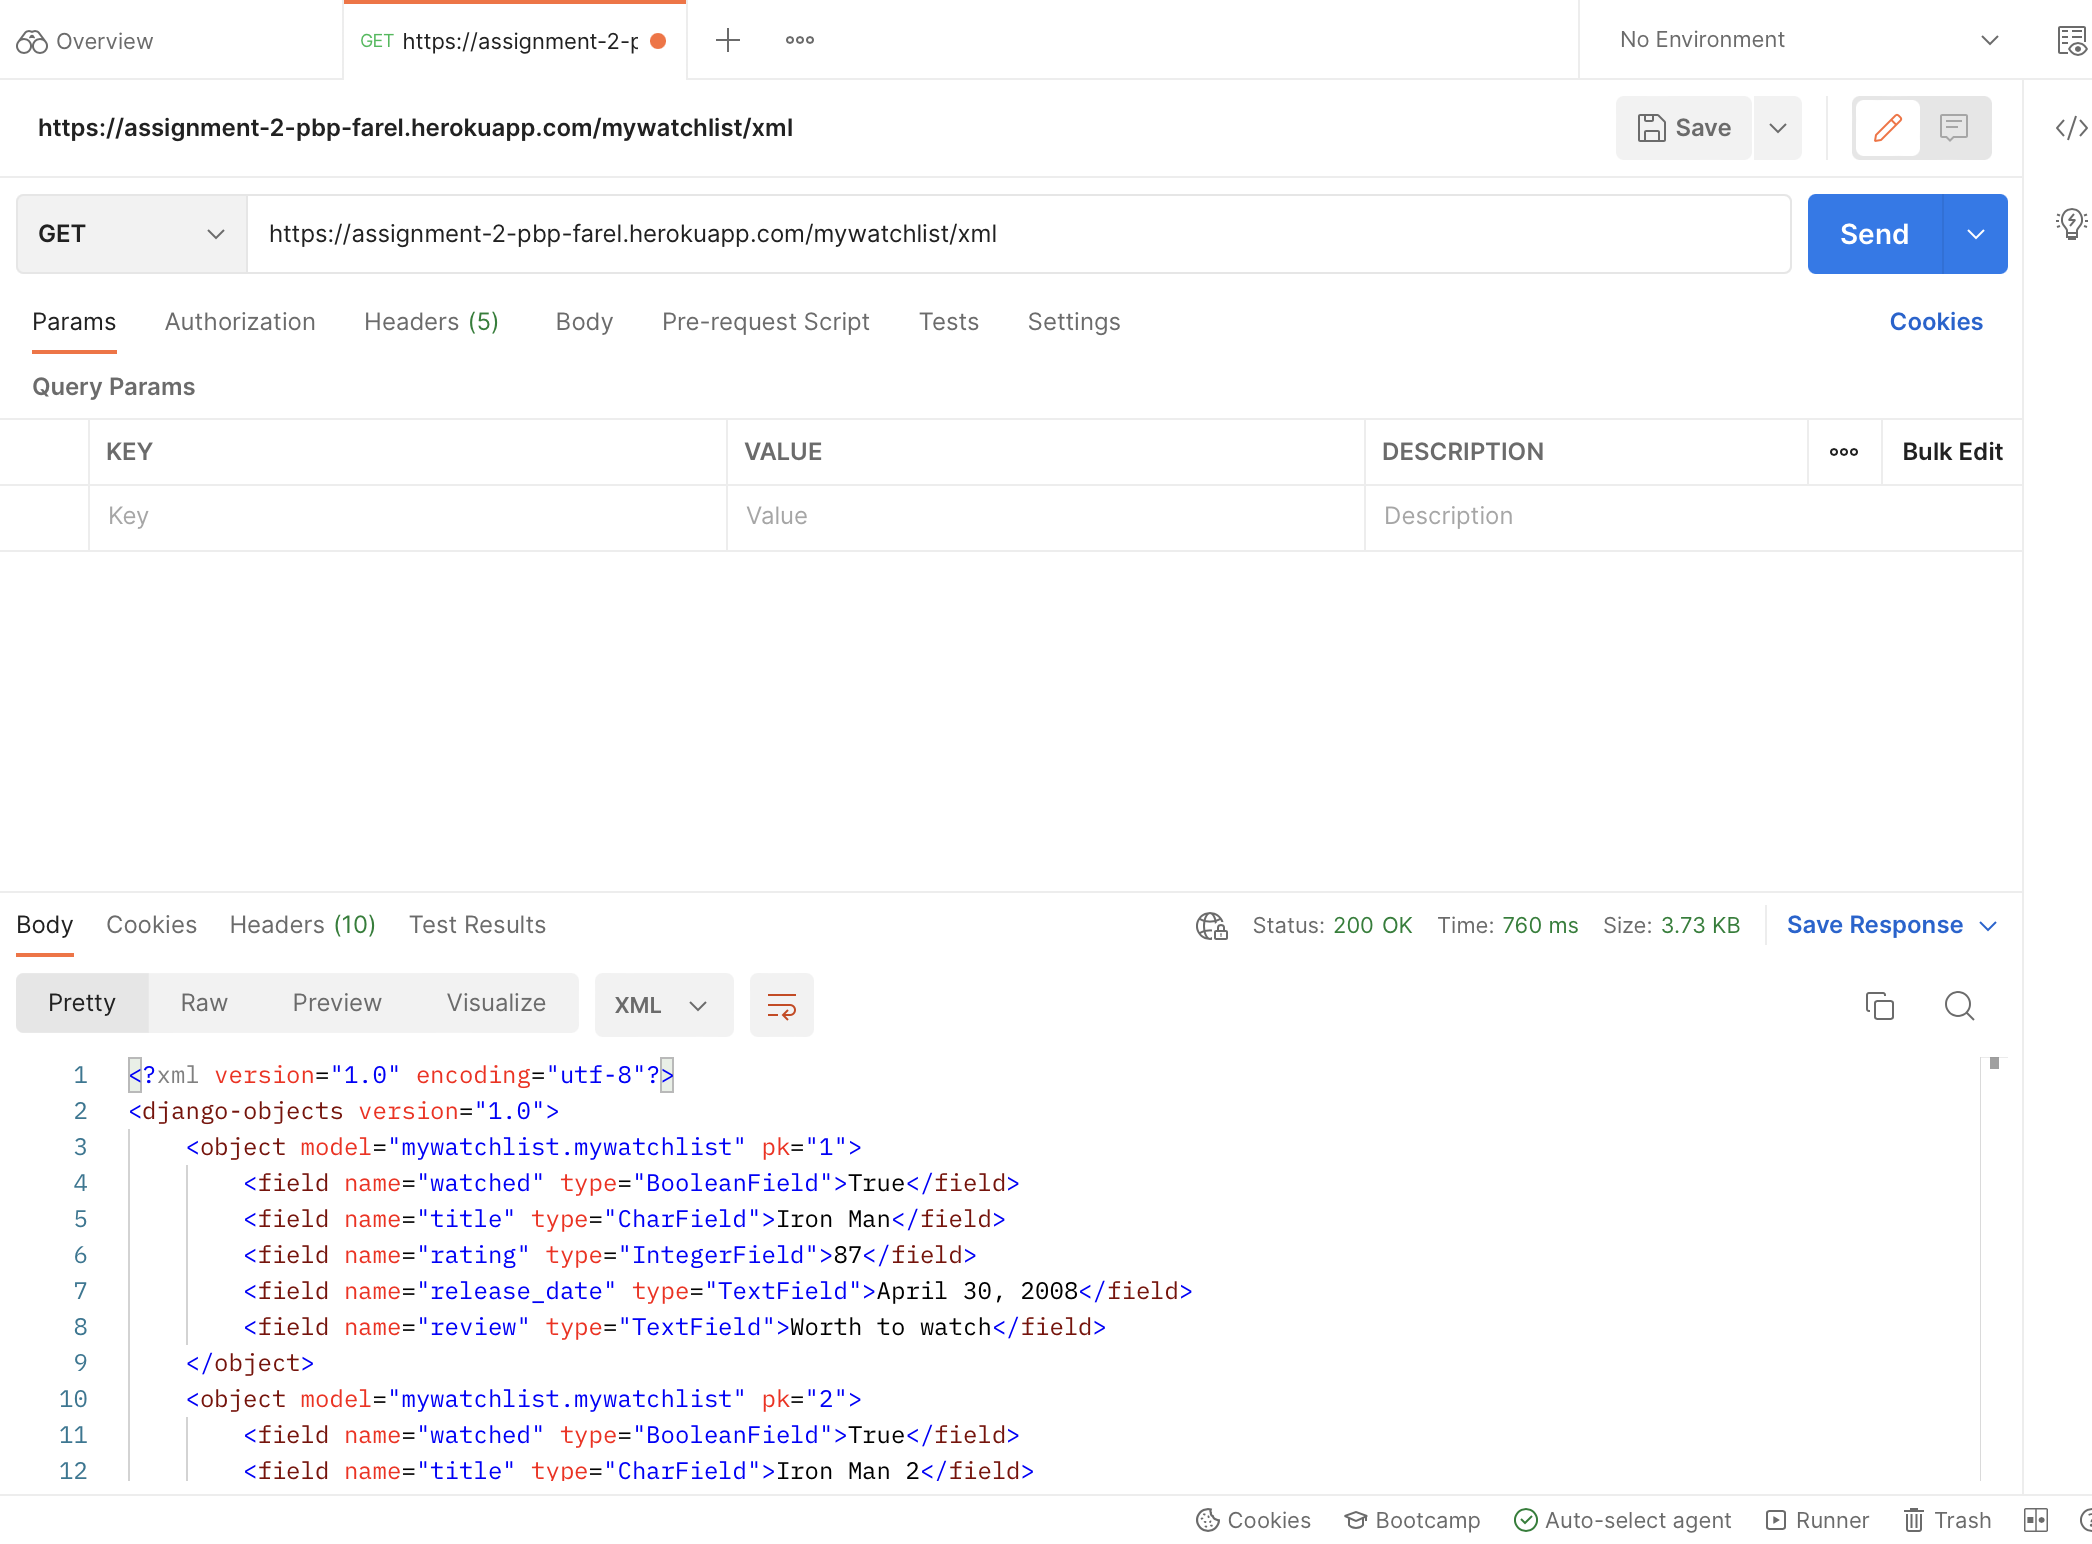 Overview
GET https://assignment-2-p
No Environment
https://assignment-2-pbp-farel.herokuapp.com/mywatchlist/xml
Save
GET
https://assignment-2-pbp-farel.herokuapp.com/mywatchlist/xml
Send
Params Authorization Headers (5) Body Pre-request Script Tests Settings Cookies
Query Params
KEY VALUE DESCRIPTION Bulk Edit
Key Value Description
Body Cookies Headers (10) Test Results Status: 200 OK Time: 760 ms Size: 3.73 KB Save Response
Pretty Raw Preview Visualize XML
1 <?xml version="1.0" encoding="utf-8"?>
2 <django-objects version="1.0">
3 <object model="mywatchlist.mywatchlist" pk="1">
4 <field name="watched" type="BooleanField">True</field>
5 <field name="title" type="CharField">Iron Man</field>
6 <field name="rating" type="IntegerField">87</field>
7 <field name="release_date" type="TextField">April 30, 2008</field>
8 <field name="review" type="TextField">Worth to watch</field>
9 </object>
10 <object model="mywatchlist.mywatchlist" pk="2">
11 <field name="watched" type="BooleanField">True</field>
12 <field name="title" type="CharField">Iron Man 2</field>
Cookies Bootcamp Auto-select agent Runner Trash